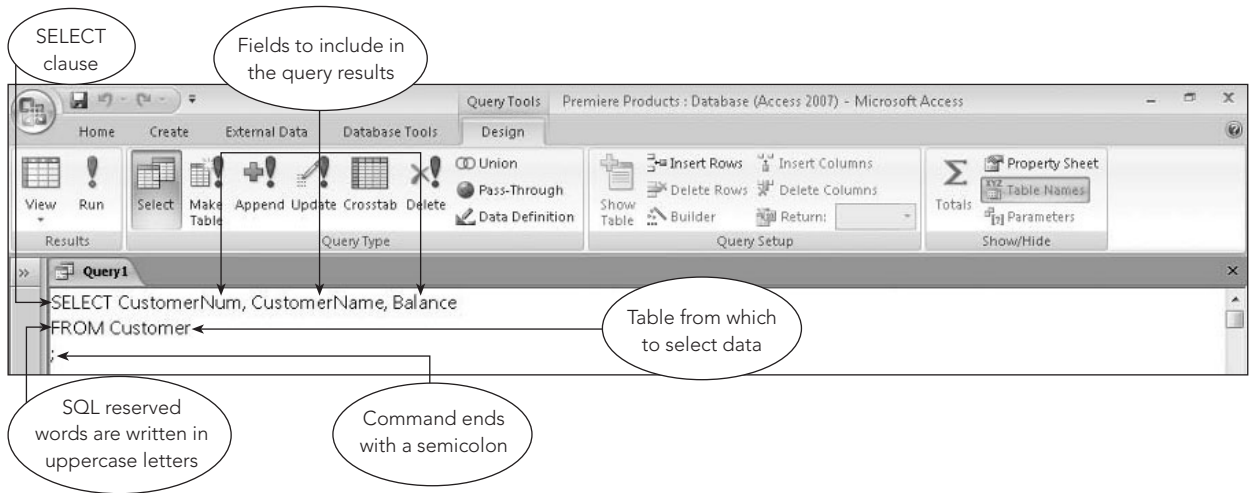 SELECT
clause
Fields to include in
the query results
Query Tools Premiere Products : Database (Access 2007) - Microsoft Access
Home Create External Data Database Tools Design
View
Run
Select
Make
Table
Append
Update
Crosstab
Delete
Union
Pass-Through
Data Definition
Show
Table
Insert Rows
Delete Rows
Builder
Insert Columns
Delete Columns
Return:
Totals
Property Sheet
XYZ
Table Names
[?] Parameters
Results Query Type Query Setup Show/Hide
» Query1 x
SELECT CustomerNum, CustomerName, Balance
FROM Customer
;
Table from which
to select data
SQL reserved
words are written in
uppercase letters
Command ends
with a semicolon